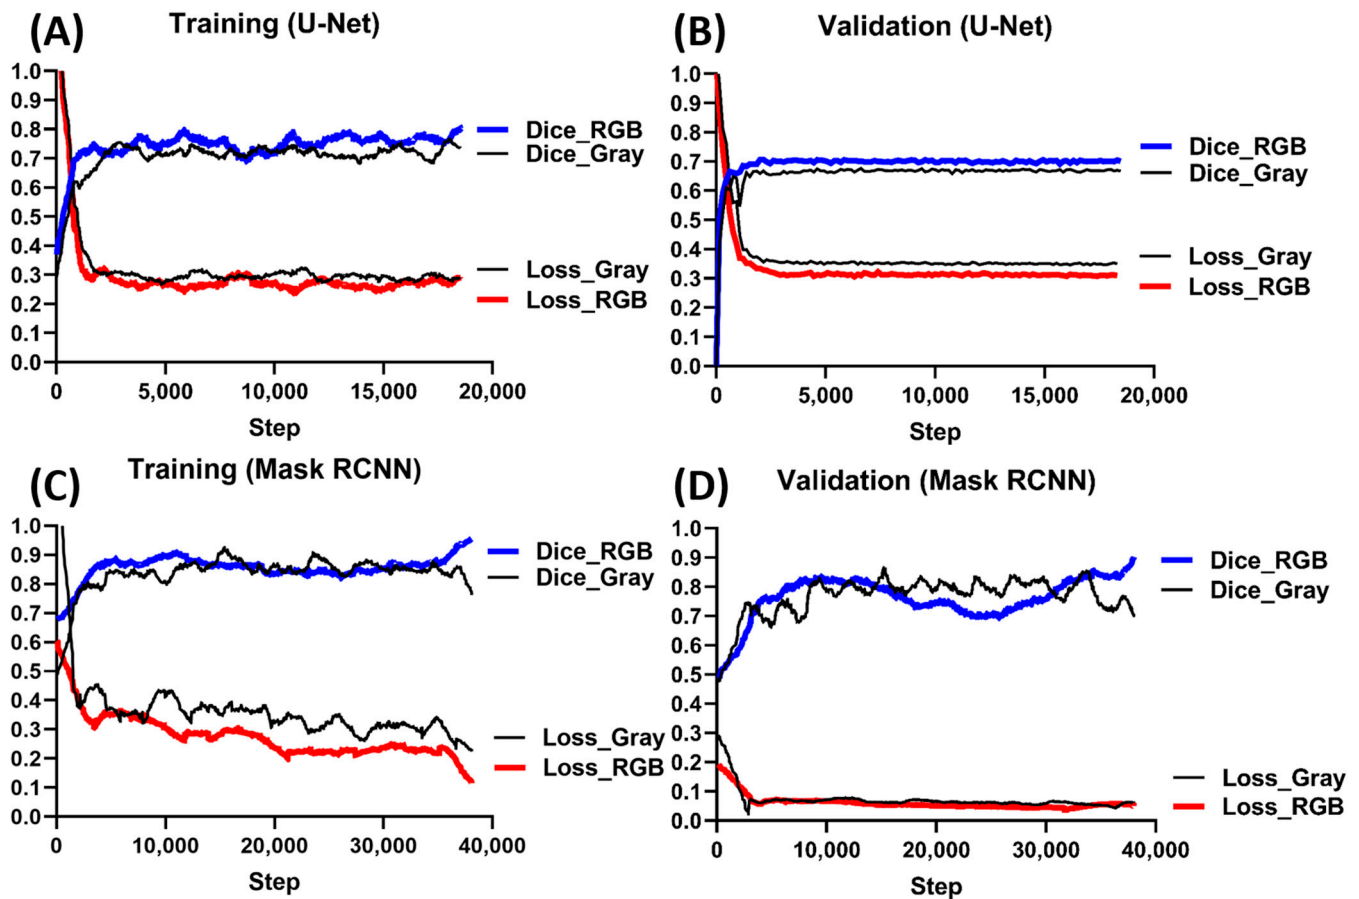 (A)
Training (U-Net)
1.0
0.9
0.8
0.7
0.6
0.5
0.4
0.3
0.2
0.1
0.0
0
5,000
10,000
15,000
20,000
Step
Dice_RGB
Dice_Gray
Loss_Gray
Loss_RGB
(B)
Validation (U-Net)
1.0
0.9
0.8
0.7
0.6
0.5
0.4
0.3
0.2
0.1
0.0
0
5,000
10,000
15,000
20,000
Step
Dice_RGB
Dice_Gray
Loss_Gray
Loss_RGB
(C)
Training (Mask RCNN)
1.0
0.9
0.8
0.7
0.6
0.5
0.4
0.3
0.2
0.1
0.0
0
10,000
20,000
30,000
40,000
Step
Dice_RGB
Dice_Gray
Loss_Gray
Loss_RGB
(D)
Validation (Mask RCNN)
1.0
0.9
0.8
0.7
0.6
0.5
0.4
0.3
0.2
0.1
0.0
0
10,000
20,000
30,000
40,000
Step
Dice_RGB
Dice_Gray
Loss_Gray
Loss_RGB